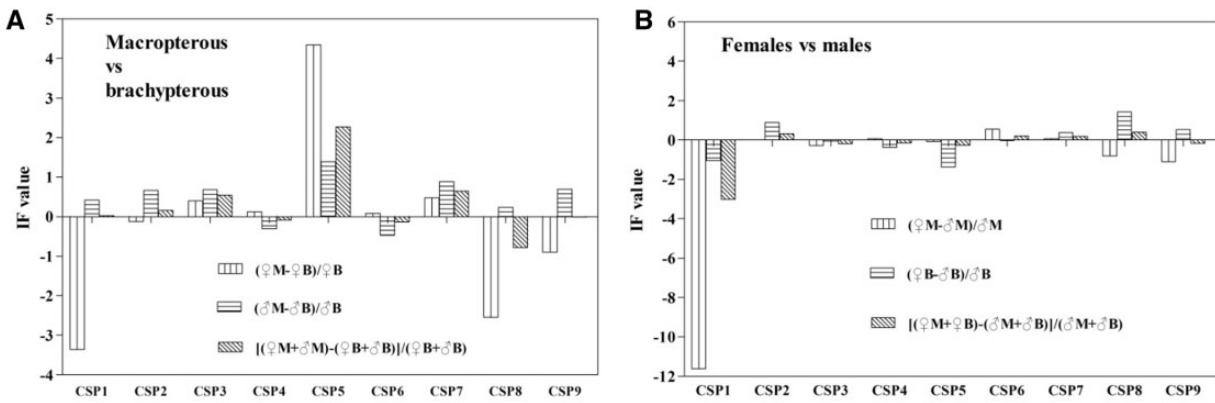 A
Macropterous
vs
brachypterous
IF value
5
4
3
2
1
0
-1
-2
-3
-4
(♀M-♀B)/♀B
(♂M-♂B)/♂B
[(♀M+♂M)-(♀B+♂B)]/(♀B+♂B)
CSP1 CSP2 CSP3 CSP4 CSP5 CSP6 CSP7 CSP8 CSP9
B
Females vs males
IF value
6
4
2
0
-2
-4
-6
-8
-10
-12
(♀M-♂M)/♂M
(♀B-♂B)/♂B
[(♀M+♀B)-(♂M+♂B)]/(♂M+♂B)
CSP1 CSP2 CSP3 CSP4 CSP5 CSP6 CSP7 CSP8 CSP9